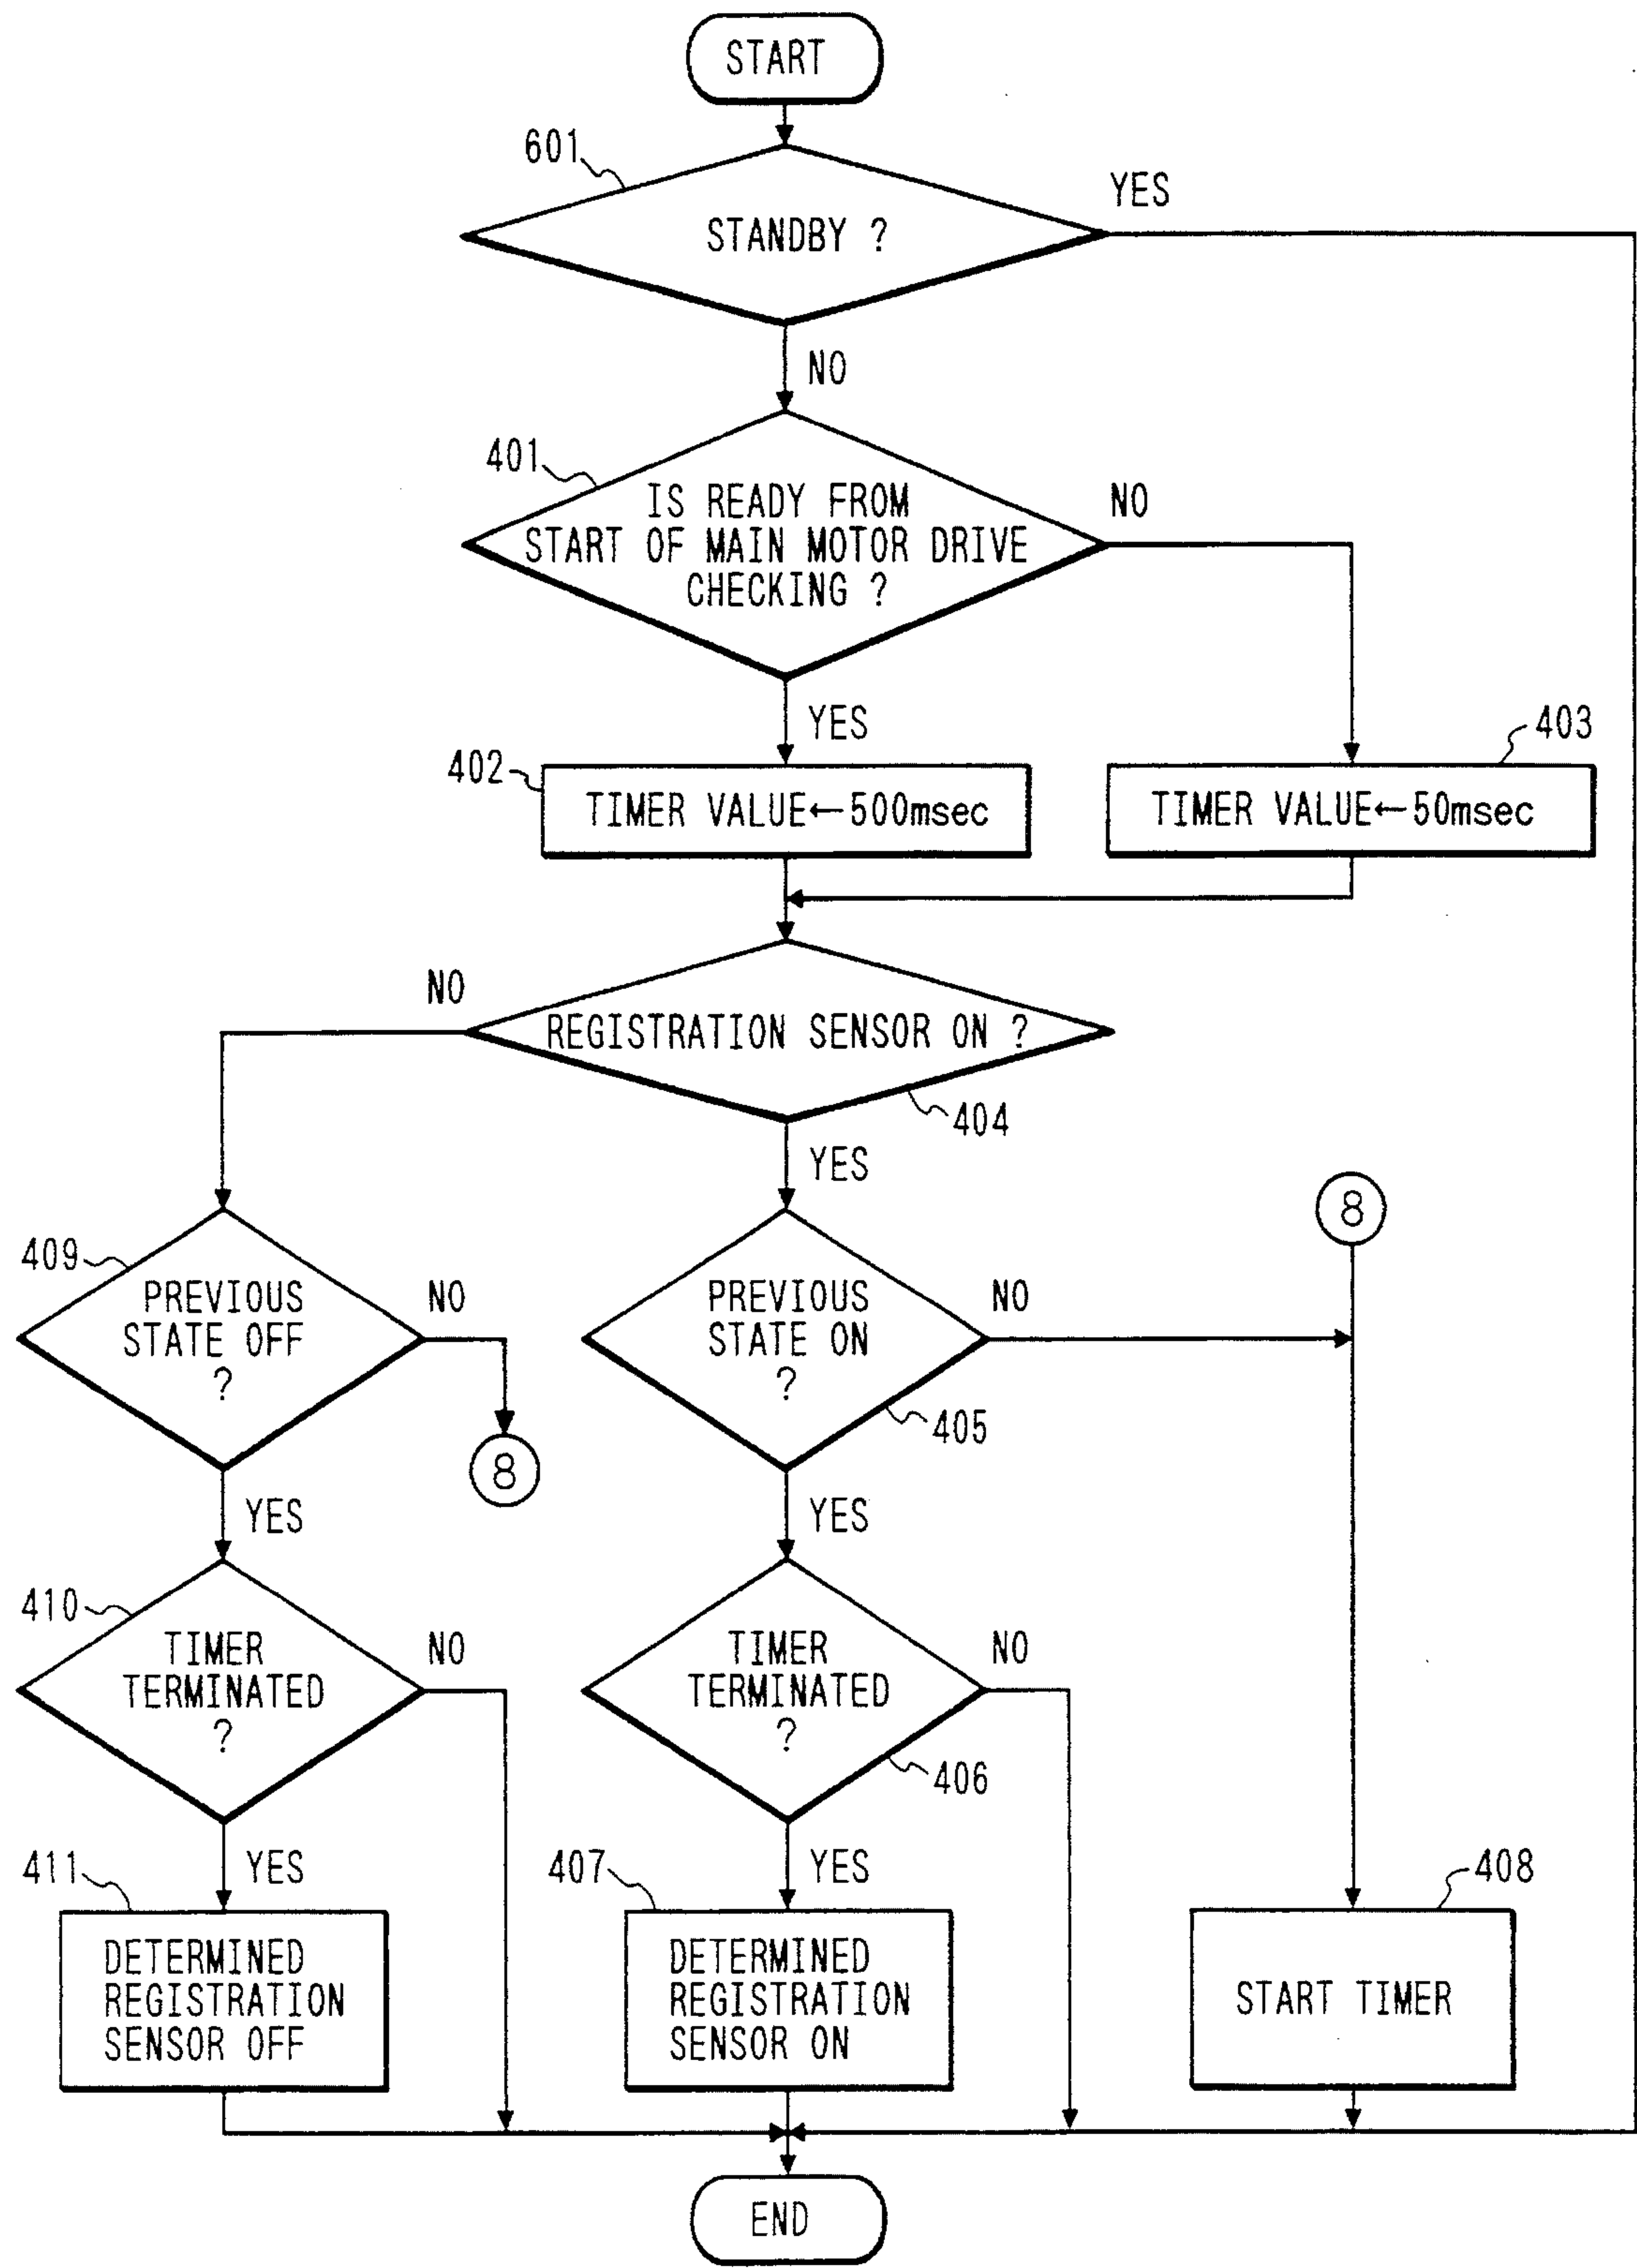 START
601
YES
STANDBY ?
NO
401
IS READY FROM
START OF MAIN MOTOR DRIVE
CHECKING ?
NO
YES
402
403
TIMER VALUE←500msec
TIMER VALUE←50msec
NO
REGISTRATION SENSOR ON ?
404
YES
8
409
PREVIOUS
STATE OFF
?
NO
PREVIOUS
STATE ON
?
NO
405
8
YES
YES
410
TIMER
TERMINATED
?
NO
TIMER
TERMINATED
?
NO
406
411
YES
407
YES
408
DETERMINED
REGISTRATION
SENSOR OFF
DETERMINED
REGISTRATION
SENSOR ON
START TIMER
END